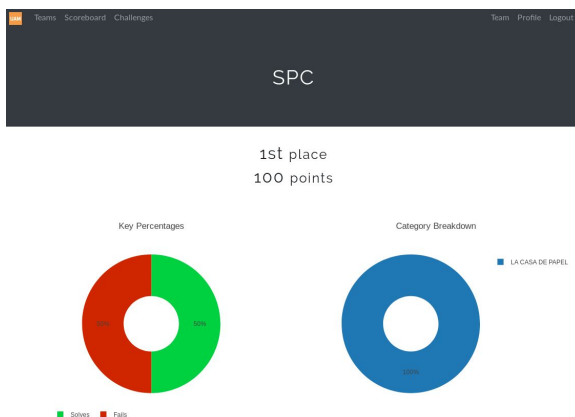 UAM Teams Scoreboard Challenges Team Profile Logout
SPC
1st place
100 points
Key Percentages
Category Breakdown
LA CASA DE PAPEL
50% 50%
100%
Solves Fails